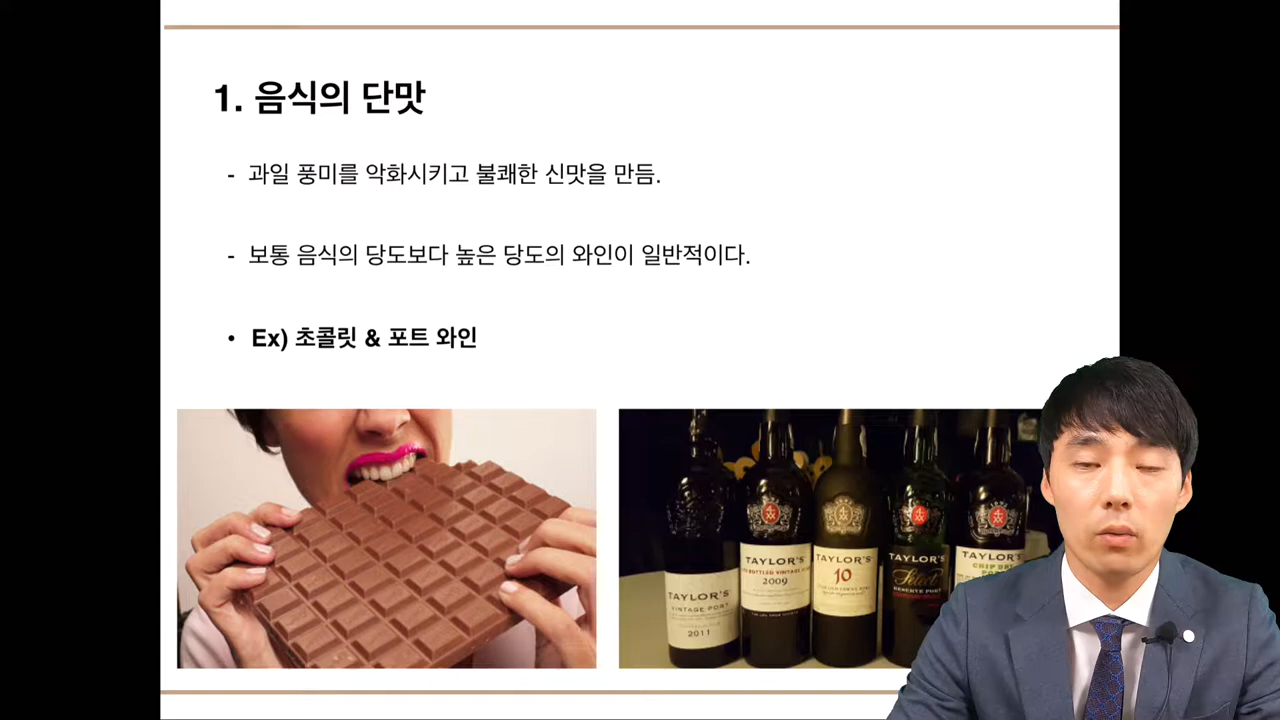 1. 음식의 단맛
- 과일 풍미를 악화시키고 불쾌한 신맛을 만듬.
- 보통 음식의 당도보다 높은 당도의 와인이 일반적이다.
• Ex) 초콜릿 & 포트 와인
TAYLOR'S
VINTAGE PORT
2011
TAYLOR'S
BOTTLED VINTAGE
2009
TAYLOR'S
10
TAYLOR'S
Select
RESERVE PORT
TAYLOR'S
CHIP